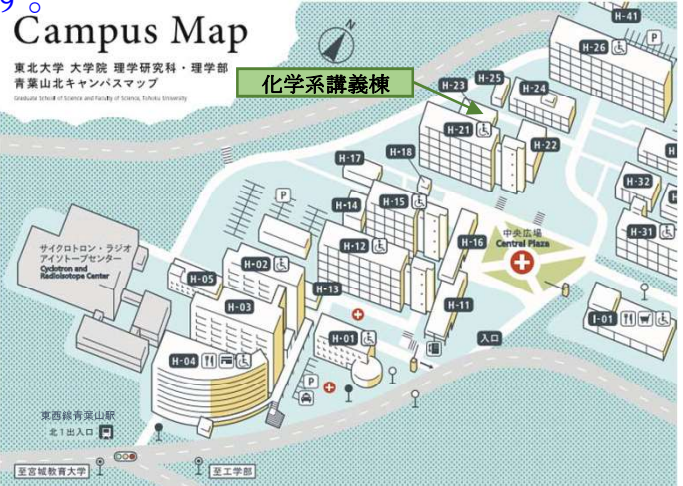 す。
Campus Map
N
東北大学 大学院 理学研究科・理学部
青葉山北キャンパスマップ
Graduate School of Science and Faculty of Science, Tohoku University
化学系講義棟
H-41
H-26
P
H-25
H-23
H-24
H-21
H-22
H-18
H-17
H-32
H-15
H-14
P
H-31
中央広場
Central Plaza
H-16
H-12
サイクロトロン・ラジオ
アイソトープセンター
Cyclotron and
Radioisotope Center
H-02
H-05
H-13
H-03
H-11
I-01
H-01
入口
H-04
P
東西線青葉山駅
北1出入口
至宮城教育大学
至工学部